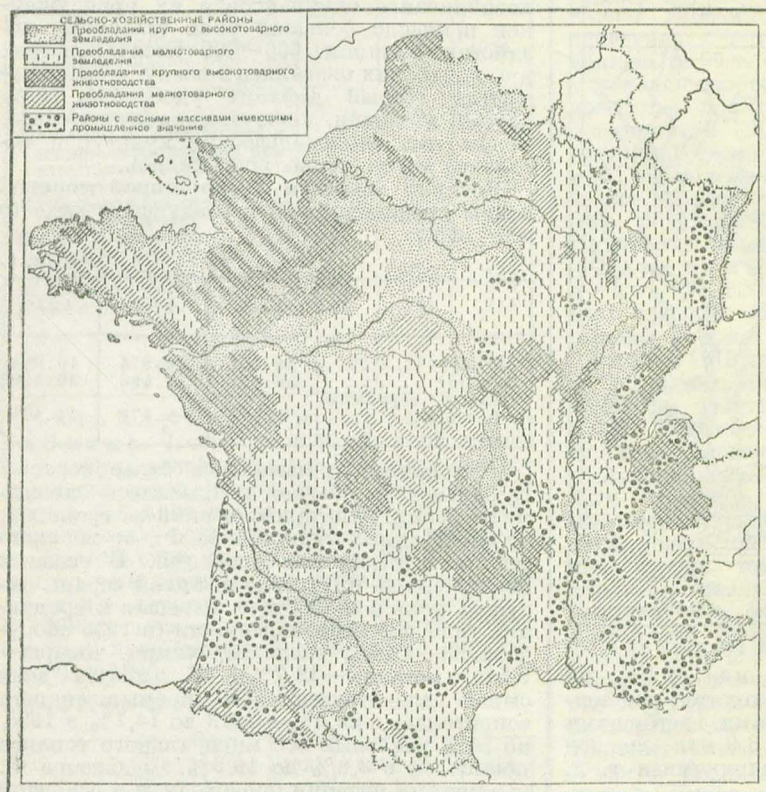 СЕЛЬСКО-ХОЗЯЙСТВЕННЫЕ РАЙОНЫ
Преобладания крупного высокотоварного
земледелия
Преобладания мелкотоварного
земледелия
Преобладания крупного высокотоварного
животноводства
Преобладания мелкотоварного
животноводства
Районы с лесными массивами имеющими
промышленное значение